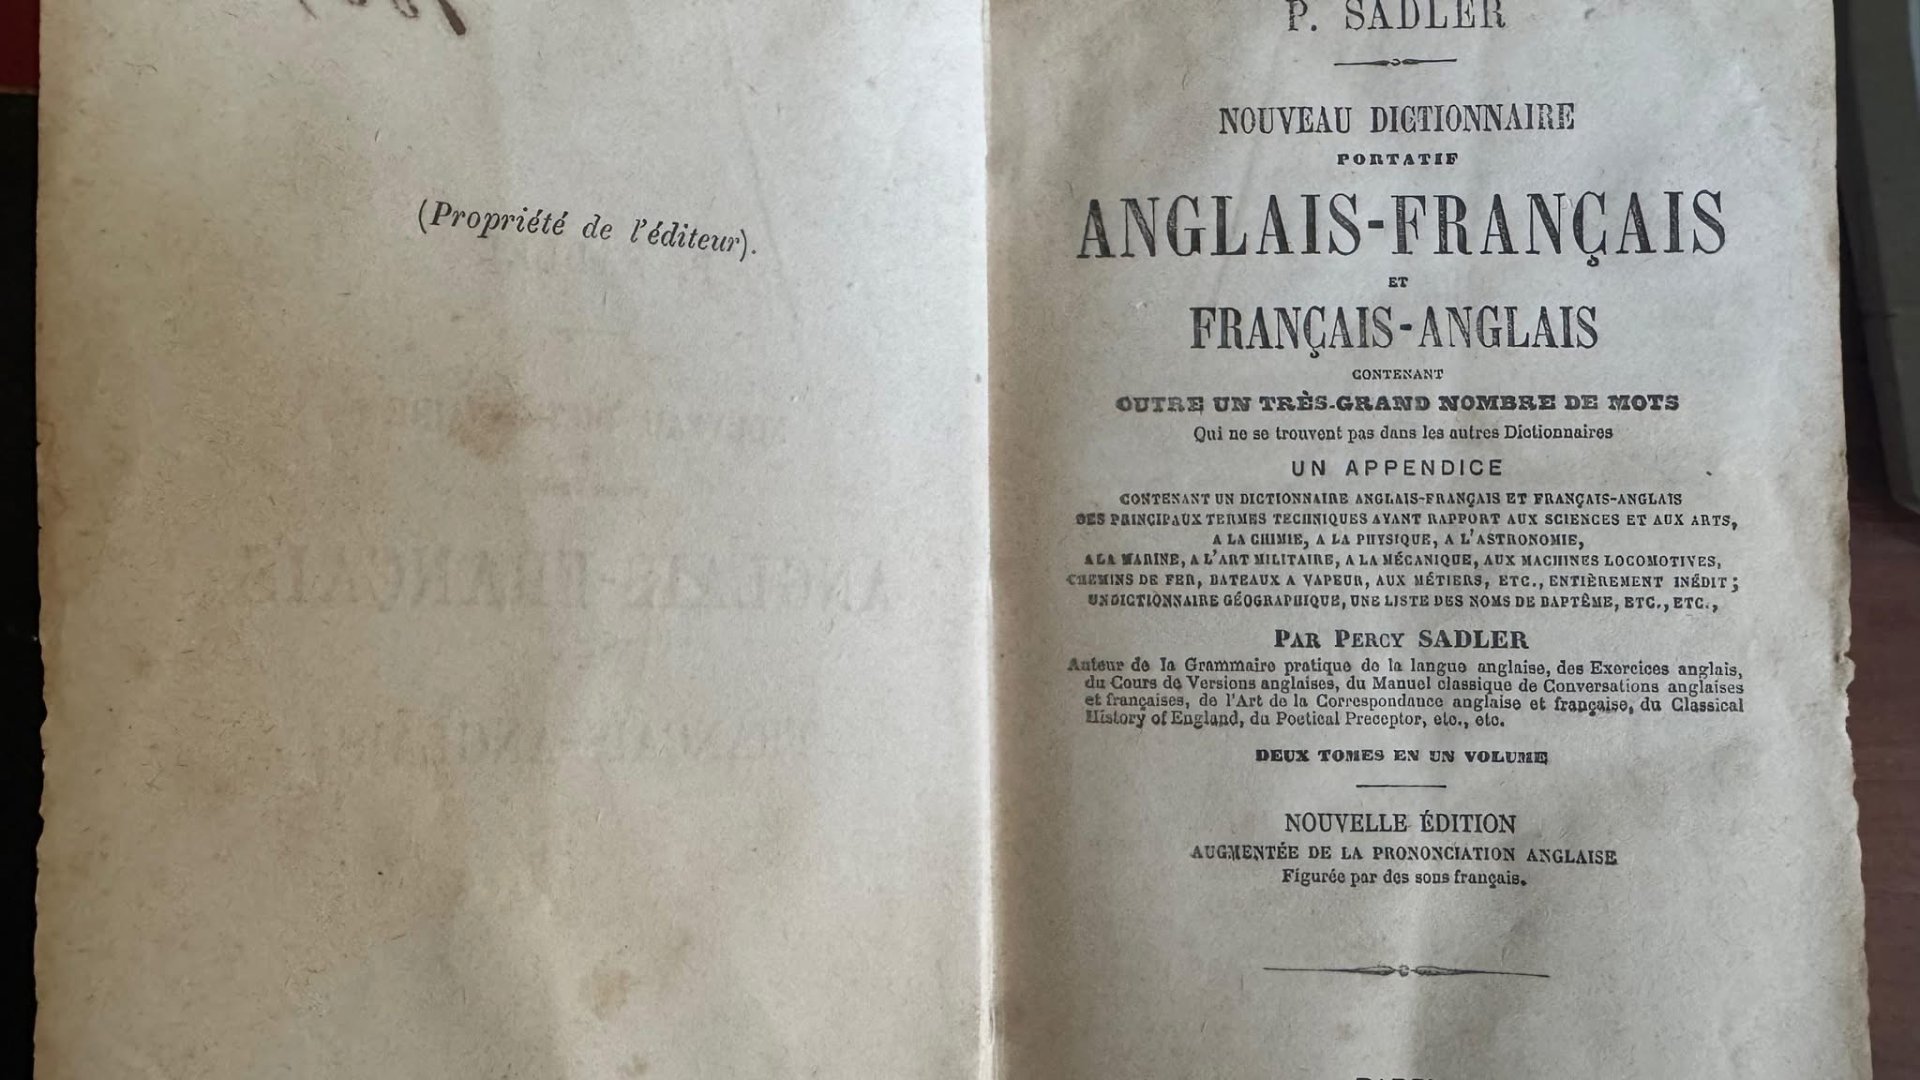 (Propriété de l'éditeur).
P. SADLER
NOUVEAU DICTIONNAIRE
PORTATIF
ANGLAIS-FRANÇAIS
ET
FRANÇAIS-ANGLAIS
CONTENANT
OUTRE UN TRÈS-GRAND NOMBRE DE MOTS
Qui ne se trouvent pas dans les autres Dictionnaires
UN APPENDICE
CONTENANT UN DICTIONNAIRE ANGLAIS-FRANÇAIS ET FRANÇAIS-ANGLAIS
DES PRINCIPAUX TERMES TECHNIQUES AYANT RAPPORT AUX SCIENCES ET AUX ARTS,
A LA CHIMIE, A LA PHYSIQUE, A L'ASTRONOMIE,
A LA MARINE, A L'ART MILITAIRE, A LA MÉCANIQUE, AUX MACHINES LOCOMOTIVES,
CHEMINS DE FER, BATEAUX A VAPEUR, AUX MÉTIERS, ETC., ENTIÈREMENT INÉDIT;
UN DICTIONNAIRE GÉOGRAPHIQUE, UNE LISTE DES NOMS DE BAPTÊME, ETC., ETC.,
PAR PERCY SADLER
Auteur de la Grammaire pratique de la langue anglaise, des Exercices anglais,
du Cours de Versions anglaises, du Manuel classique de Conversations anglaises
et françaises, de l'Art de la Correspondance anglaise et française, du Classical
History of England, du Poetical Preceptor, etc., etc.
DEUX TOMES EN UN VOLUME
NOUVELLE ÉDITION
AUGMENTÉE DE LA PRONONCIATION ANGLAISE
Figurée par des sons français.